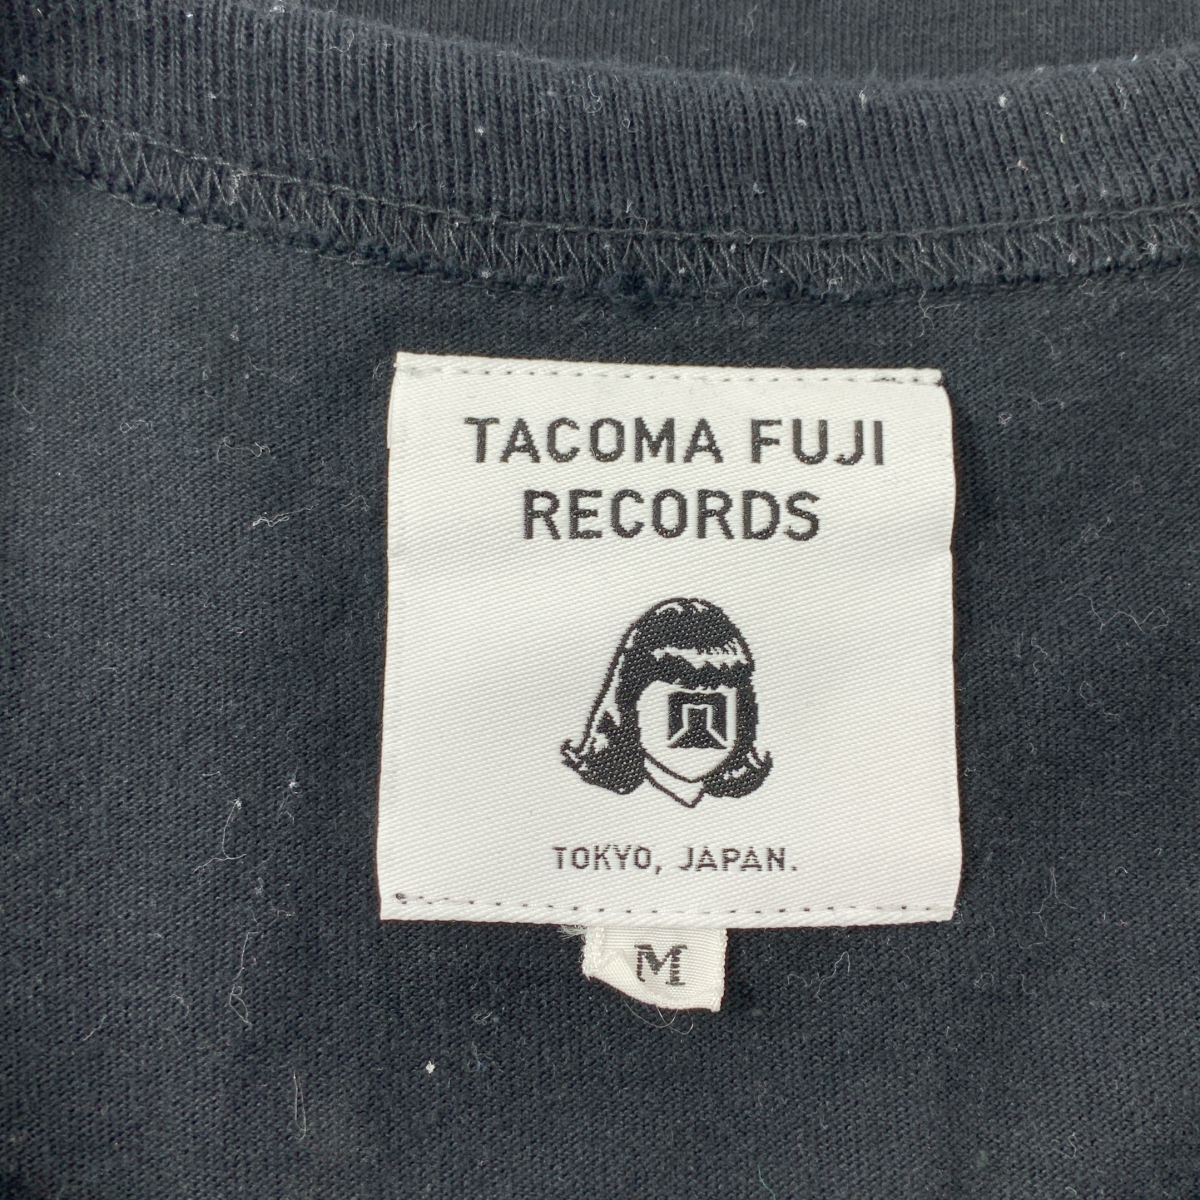 TACOMA FUJI
RECORDS
TOKYO, JAPAN.
M